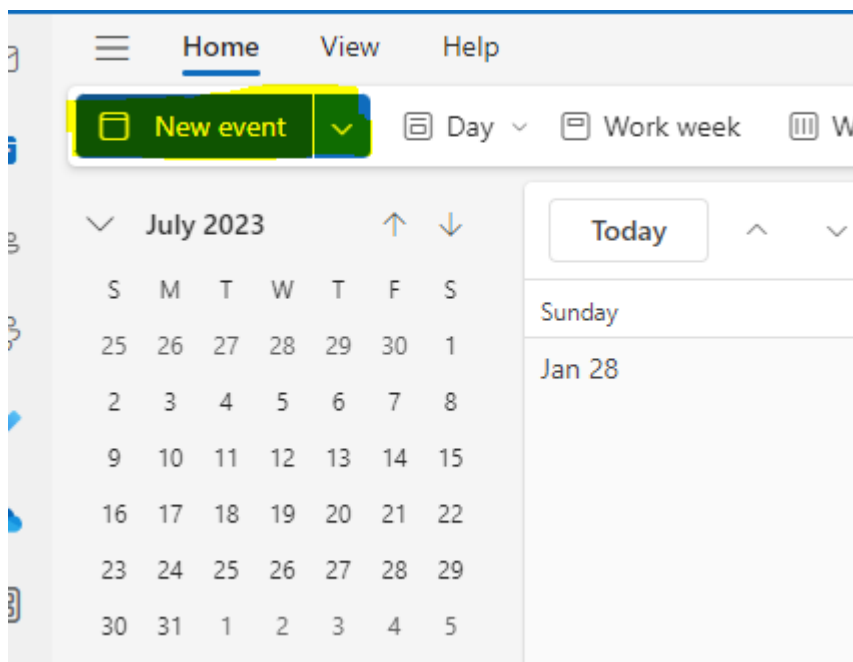 Home View Help
New event Day Work week
July 2023 Today
S M T W T F S
Sunday
25 26 27 28 29 30 1
Jan 28
2 3 4 5 6 7 8
9 10 11 12 13 14 15
16 17 18 19 20 21 22
23 24 25 26 27 28 29
30 31 1 2 3 4 5